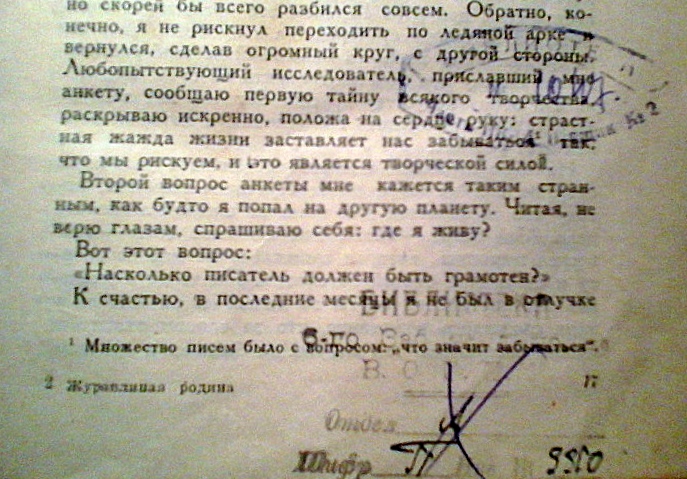 но скорей бы всего разбился совсем. Обратно, ко-
нечно, я не рискнул переходить по ледяной арке и
вернулся, сделав огромный круг, с другой стороны.
Любопытствующий исследователь, приславший мне
анкету, сообщаю первую тайну всякого творчества,
раскрываю искренно, положа на сердце руку: страст-
ная жажда жизни заставляет нас забываться¹ так,
что мы рискуем, и это является творческой силой.
Второй вопрос анкеты мне кажется таким стран-
ным, как будто я попал на другую планету. Читая, не
верю глазам, спрашиваю себя: где я живу?
Вот этот вопрос:
«Насколько писатель должен быть грамотен?»
К счастью, в последние месяцы я не был в отлучке
БИБЛИОТЕКИ
¹ Множество писем было с вопросом: „что значит забываться“.
6-го
2 Журавлиная родина
17
Отдел
Шифр
9550